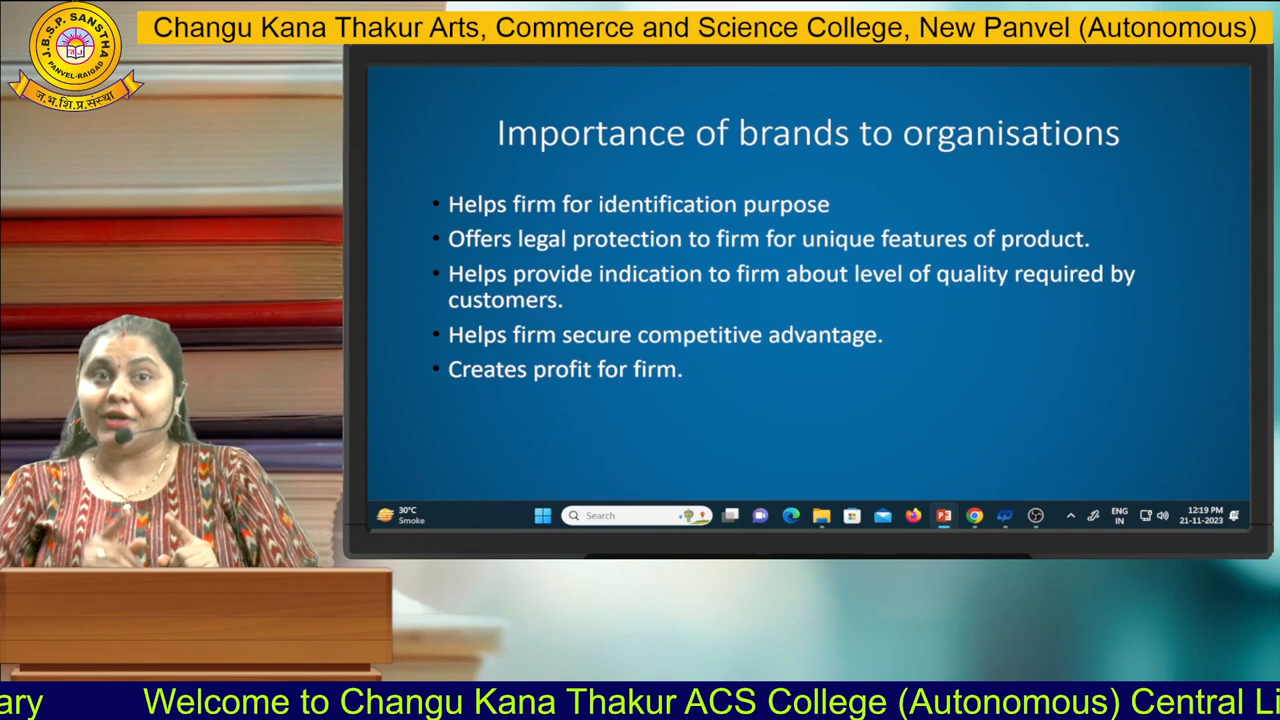 Changu Kana Thakur Arts, Commerce and Science College, New Panvel (Autonomous)
J.B.S.P. SANSTHA
PANVEL-RAIGAD
ज.भ.शि.प्र.संस्था
Importance of brands to organisations
• Helps firm for identification purpose
• Offers legal protection to firm for unique features of product.
• Helps provide indication to firm about level of quality required by
customers.
• Helps firm secure competitive advantage.
• Creates profit for firm.
30°C
Smoke
Search
ENG
IN
12:19 PM
21-11-2023
ary Welcome to Changu Kana Thakur ACS College (Autonomous) Central Li